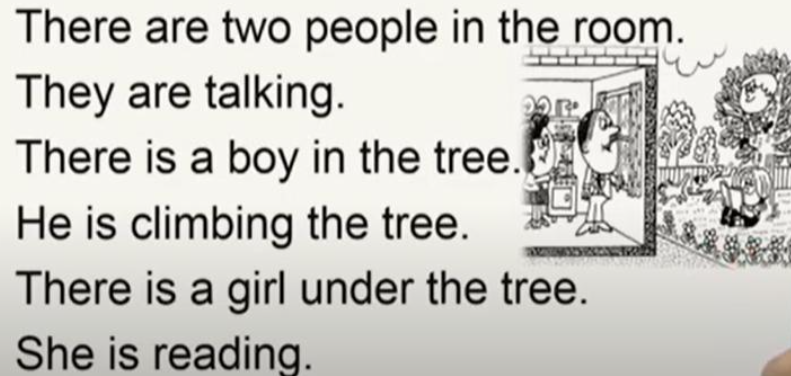 There are two people in the room.
They are talking.
There is a boy in the tree.
He is climbing the tree.
There is a girl under the tree.
She is reading.